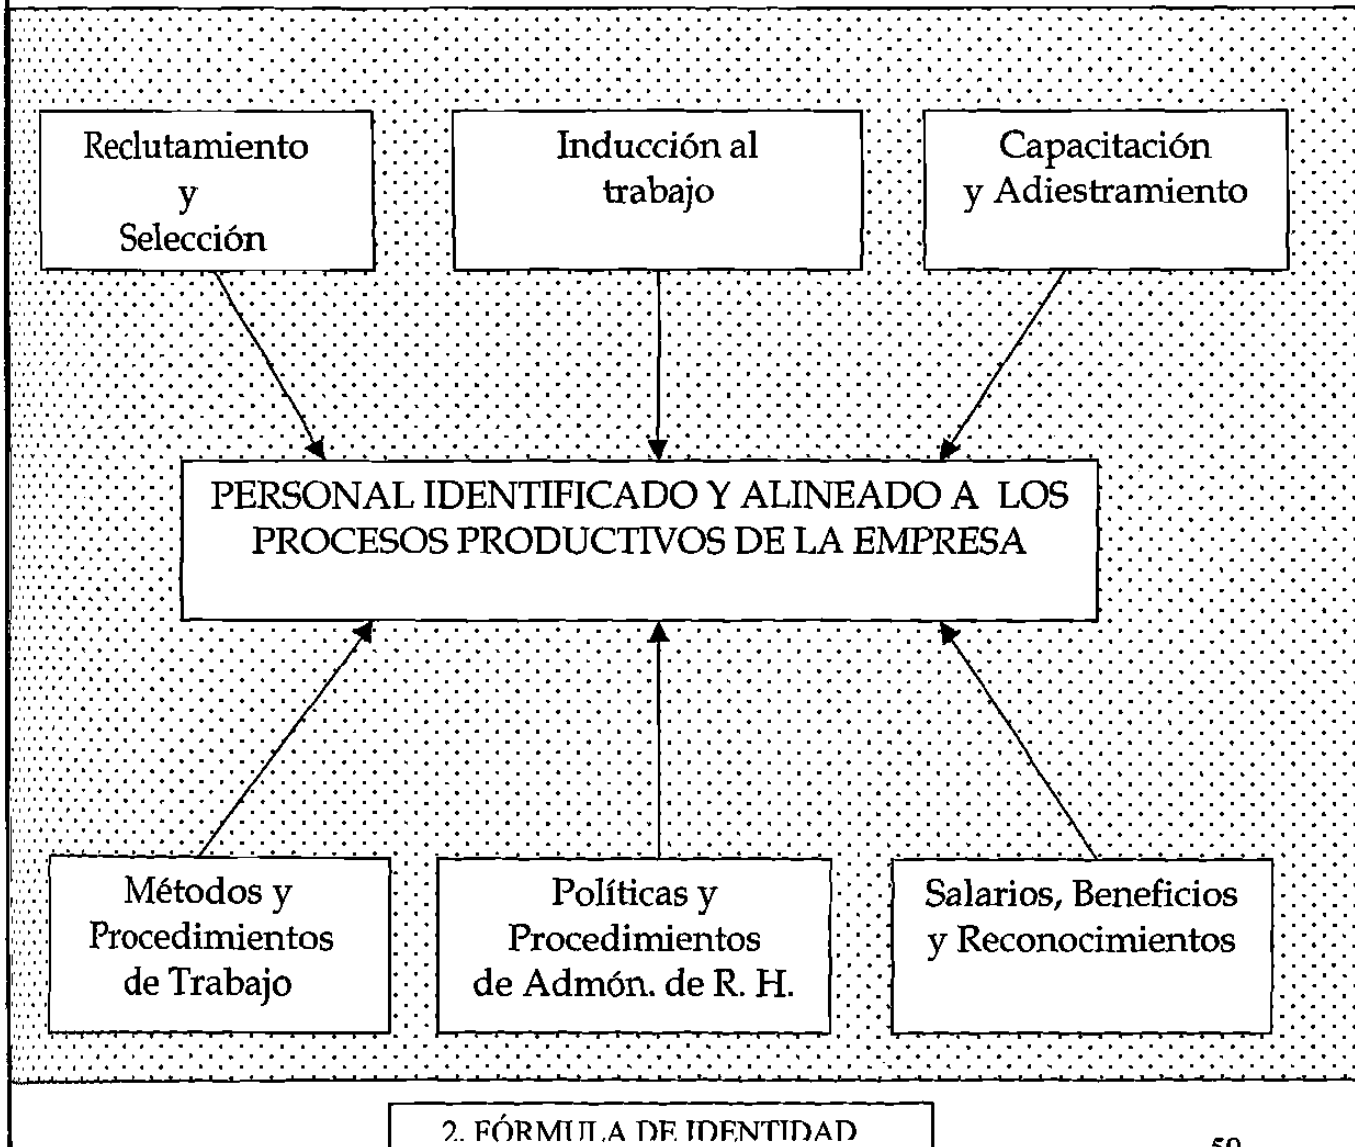 Reclutamiento
y
Selección
Inducción al
trabajo
Capacitación
y Adiestramiento
PERSONAL IDENTIFICADO Y ALINEADO A LOS
PROCESOS PRODUCTIVOS DE LA EMPRESA
Métodos y
Procedimientos
de Trabajo
Políticas y
Procedimientos
de Admón. de R. H.
Salarios, Beneficios
y Reconocimientos
2. FÓRMULA DE IDENTIDAD
59